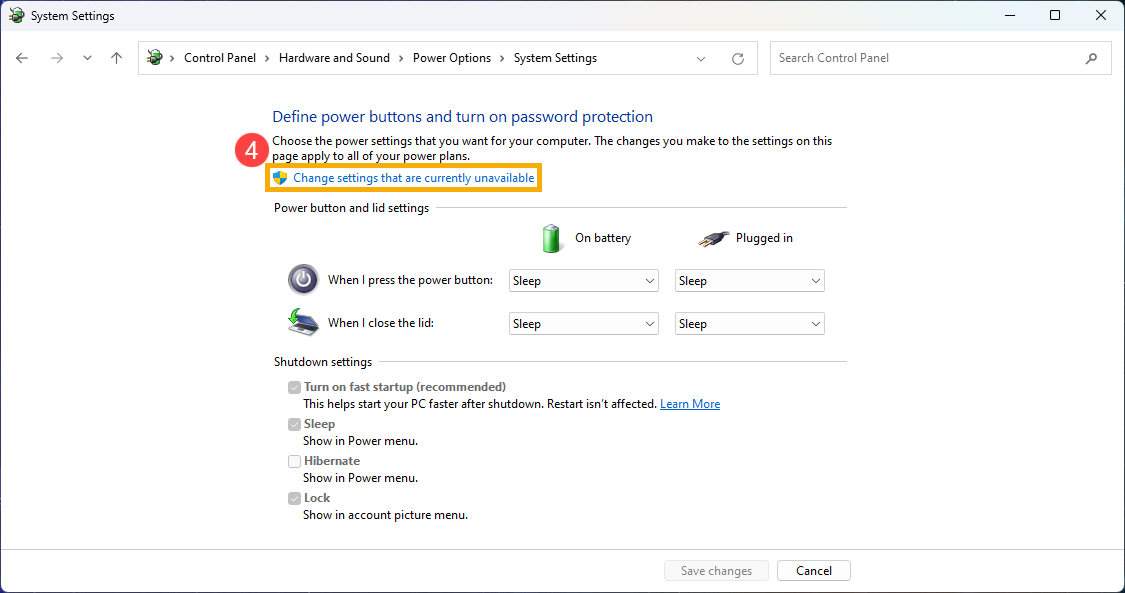 System Settings
Control Panel > Hardware and Sound > Power Options > System Settings
Search Control Panel
Define power buttons and turn on password protection
4
Choose the power settings that you want for your computer. The changes you make to the settings on this
page apply to all of your power plans.
Change settings that are currently unavailable
Power button and lid settings
On battery
Plugged in
When I press the power button:
Sleep
Sleep
When I close the lid:
Sleep
Sleep
Shutdown settings
Turn on fast startup (recommended)
This helps start your PC faster after shutdown. Restart isn't affected. Learn More
Sleep
Show in Power menu.
Hibernate
Show in Power menu.
Lock
Show in account picture menu.
Save changes
Cancel